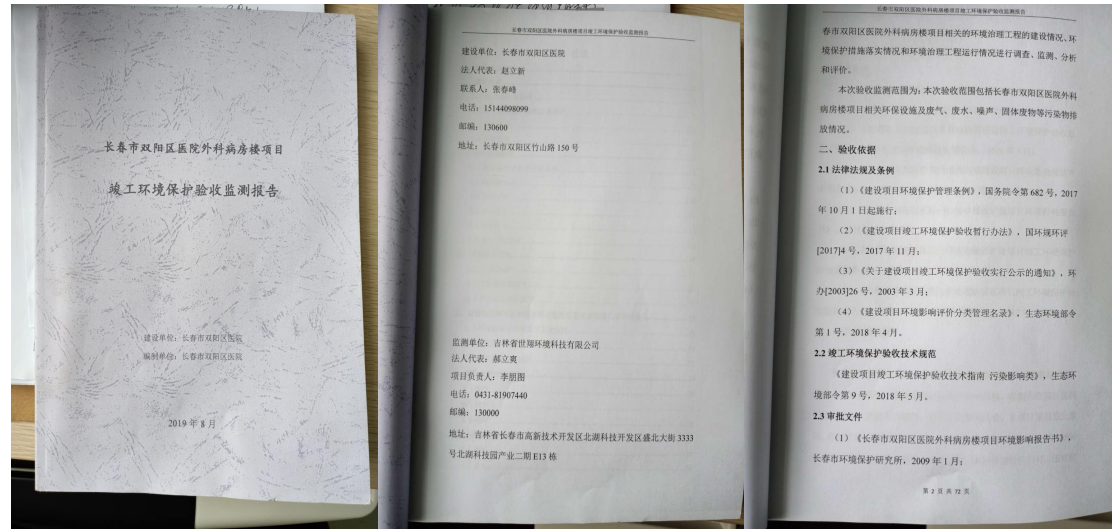 长春市双阳区医院外科病房楼项目
竣工环境保护验收监测报告
建设单位：长春市双阳区医院
编制单位：长春市双阳区医院
2019 年 8 月
长春市双阳区医院外科病房楼项目竣工环境保护验收监测报告
建设单位：长春市双阳区医院
法人代表：赵立新
联系人：张春峰
电话：15144098099
邮编：130600
地址：长春市双阳区竹山路 150 号
监测单位：吉林省世翔环境科技有限公司
法人代表：郝立爽
项目负责人：李朋图
电话：0431-81907440
邮编：130000
地址：吉林省长春市高新技术开发区北湖科技开发区盛北大街 3333
号北湖科技园产业二期 E13 栋
长春市双阳区医院外科病房楼项目竣工环境保护验收监测报告
春市双阳区医院外科病房楼项目相关的环境治理工程的建设情况、环
境保护措施落实情况和环境治理工程运行情况进行调查、监测、分析
和评价。
本次验收监测范围为：本次验收范围包括长春市双阳区医院外科
病房楼项目相关环保设施及废气、废水、噪声、固体废物等污染物排
放情况。
二、验收依据
2.1 法律法规及条例
（1）《建设项目环境保护管理条例》，国务院令第 682 号，2017
年 10 月 1 日起施行；
（2）《建设项目竣工环境保护验收暂行办法》，国环规环评
[2017]4 号，2017 年 11 月；
（3）《关于建设项目竣工环境保护验收实行公示的通知》，环
办[2003]26 号，2003 年 3 月；
（4）《建设项目环境影响评价分类管理名录》，生态环境部令
第 1 号，2018 年 4 月。
2.2 竣工环境保护验收技术规范
《建设项目竣工环境保护验收技术指南 污染影响类》，生态环
境部令第 9 号，2018 年 5 月。
2.3 审批文件
（1）《长春市双阳区医院外科病房楼项目环境影响报告书》，
长春市环境保护研究所，2009 年 1 月；
第 2 页 共 72 页